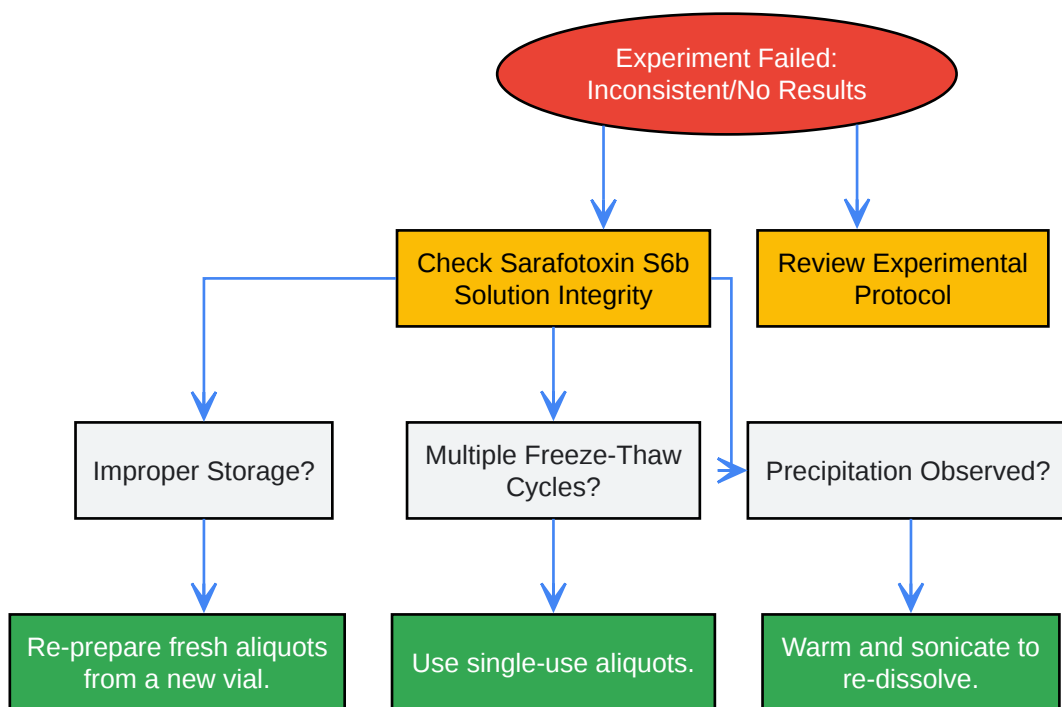 Experiment Failed:
Inconsistent/No Results
Check Sarafotoxin S6b
Solution Integrity
Review Experimental
Protocol
Improper Storage?
Multiple Freeze-Thaw
Cycles?
Precipitation Observed?
Re-prepare fresh aliquots
from a new vial.
Use single-use aliquots.
Warm and sonicate to
re-dissolve.